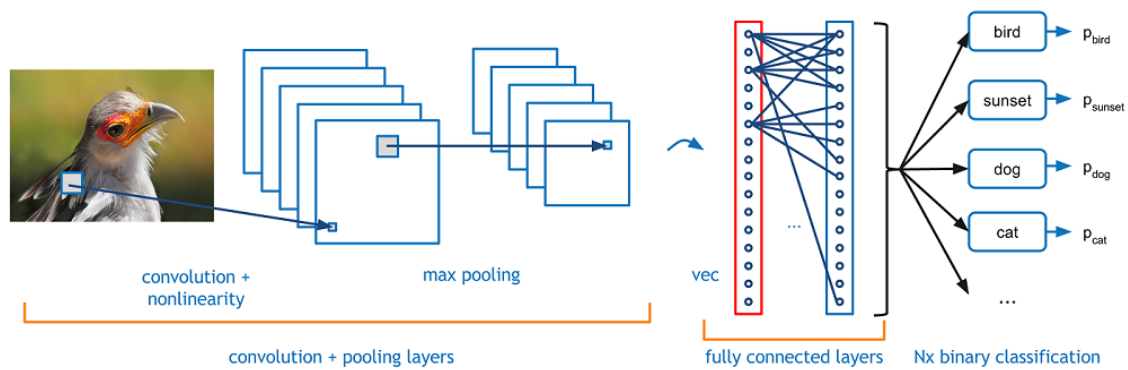 bird
p_bird
sunset
p_sunset
dog
p_dog
cat
p_cat
...
...
convolution +
nonlinearity
max pooling
vec
convolution + pooling layers
fully connected layers
Nx binary classification